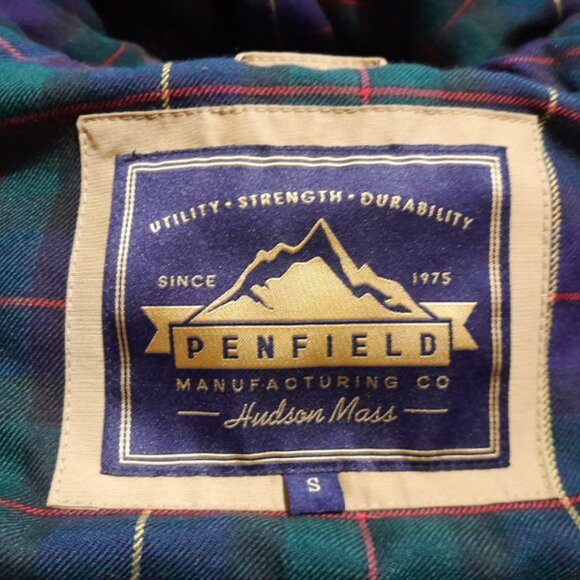 UTILITY • STRENGTH • DURABILITY
SINCE 1975
PENFIELD
MANUFACTURING CO
Hudson Mass
S